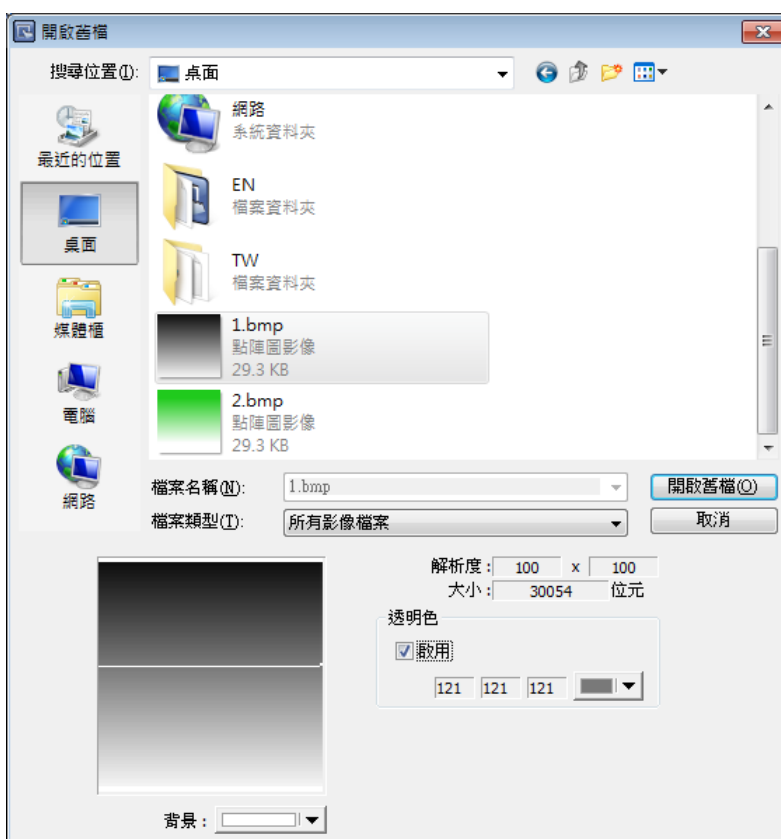 開啟舊檔
搜尋位置(I):
桌面
最近的位置
桌面
媒體櫃
電腦
網路
網路
系統資料夾
EN
檔案資料夾
TW
檔案資料夾
1.bmp
點陣圖影像
29.3 KB
2.bmp
點陣圖影像
29.3 KB
檔案名稱(N): 1.bmp 開啟舊檔(O)
檔案類型(T): 所有影像檔案 取消
解析度: 100 x 100
大小: 30054 位元
透明色
啟用
121 121 121
背景: